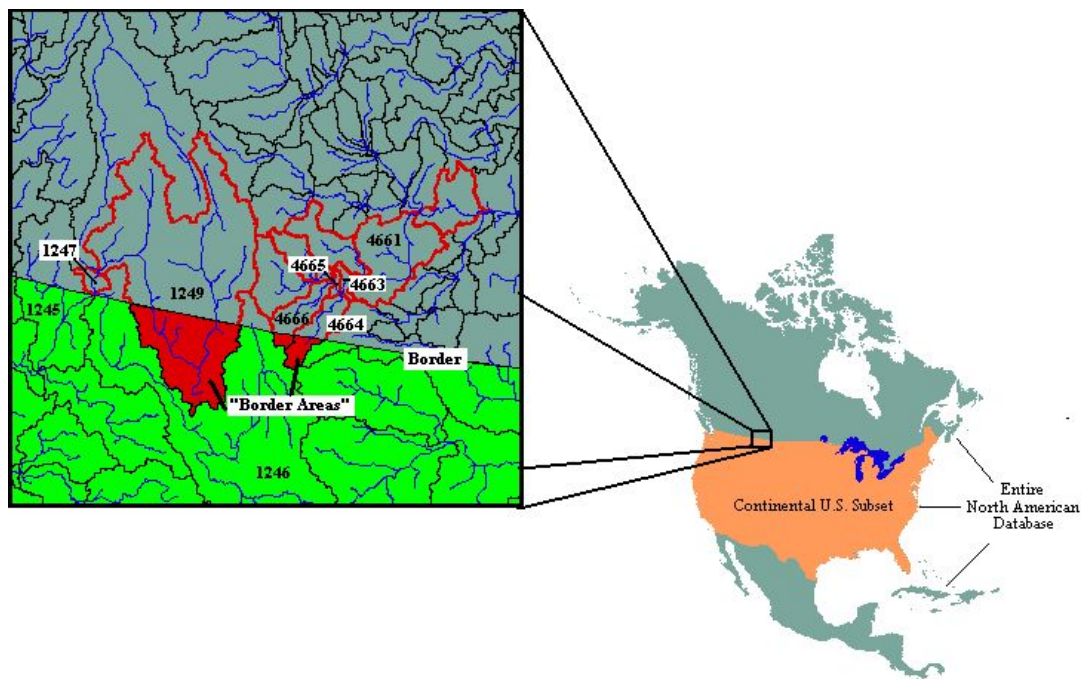 1247
1245
1249
4661
4665
4663
4666
4664
Border
"Border Areas"
1246
Continental U.S. Subset
Entire
North American
Database